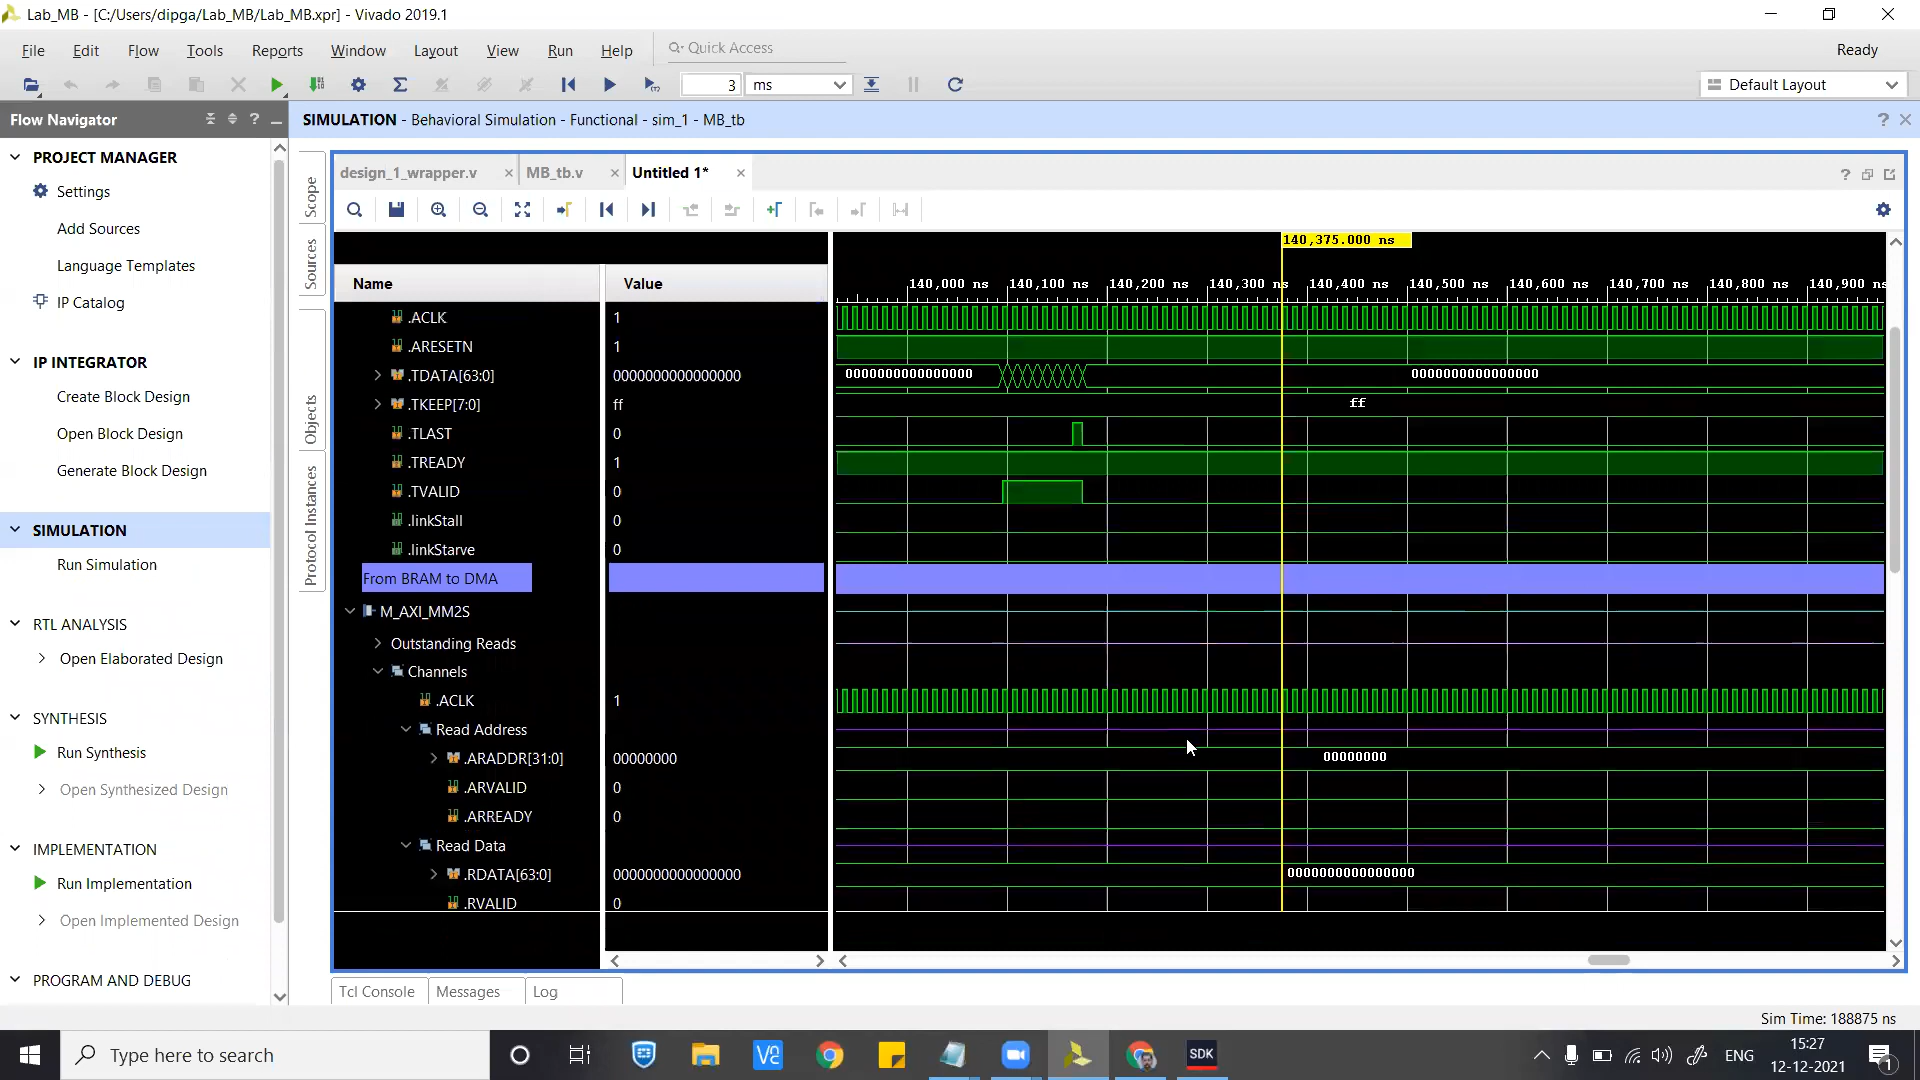 Lab_MB - [C:/Users/dipga/Lab_MB/Lab_MB.xpr] - Vivado 2019.1
File Edit Flow Tools Reports Window Layout View Run Help Quick Access Ready
3 ms Default Layout
Flow Navigator
SIMULATION - Behavioral Simulation - Functional - sim_1 - MB_tb
PROJECT MANAGER
Settings
Add Sources
Language Templates
IP Catalog
IP INTEGRATOR
Create Block Design
Open Block Design
Generate Block Design
SIMULATION
Run Simulation
RTL ANALYSIS
Open Elaborated Design
SYNTHESIS
Run Synthesis
Open Synthesized Design
IMPLEMENTATION
Run Implementation
Open Implemented Design
PROGRAM AND DEBUG
Scope
Sources
Objects
Protocol Instances
design_1_wrapper.v MB_tb.v Untitled 1*
140,375.000 ns
Name Value
140,000 ns 140,100 ns 140,200 ns 140,300 ns 140,400 ns 140,500 ns 140,600 ns 140,700 ns 140,800 ns 140,900 ns
.ACLK 1
.ARESETN 1
.TDATA[63:0] 0000000000000000 0000000000000000 0000000000000000
.TKEEP[7:0] ff ff
.TLAST 0
.TREADY 1
.TVALID 0
.linkStall 0
.linkStarve 0
From BRAM to DMA
M_AXI_MM2S
Outstanding Reads
Channels
.ACLK 1
Read Address
.ARADDR[31:0] 00000000 00000000
.ARVALID 0
.ARREADY 0
Read Data
.RDATA[63:0] 0000000000000000 0000000000000000
.RVALID 0
Tcl Console Messages Log
Sim Time: 188875 ns
Type here to search
SDK
ENG
15:27
12-12-2021
1